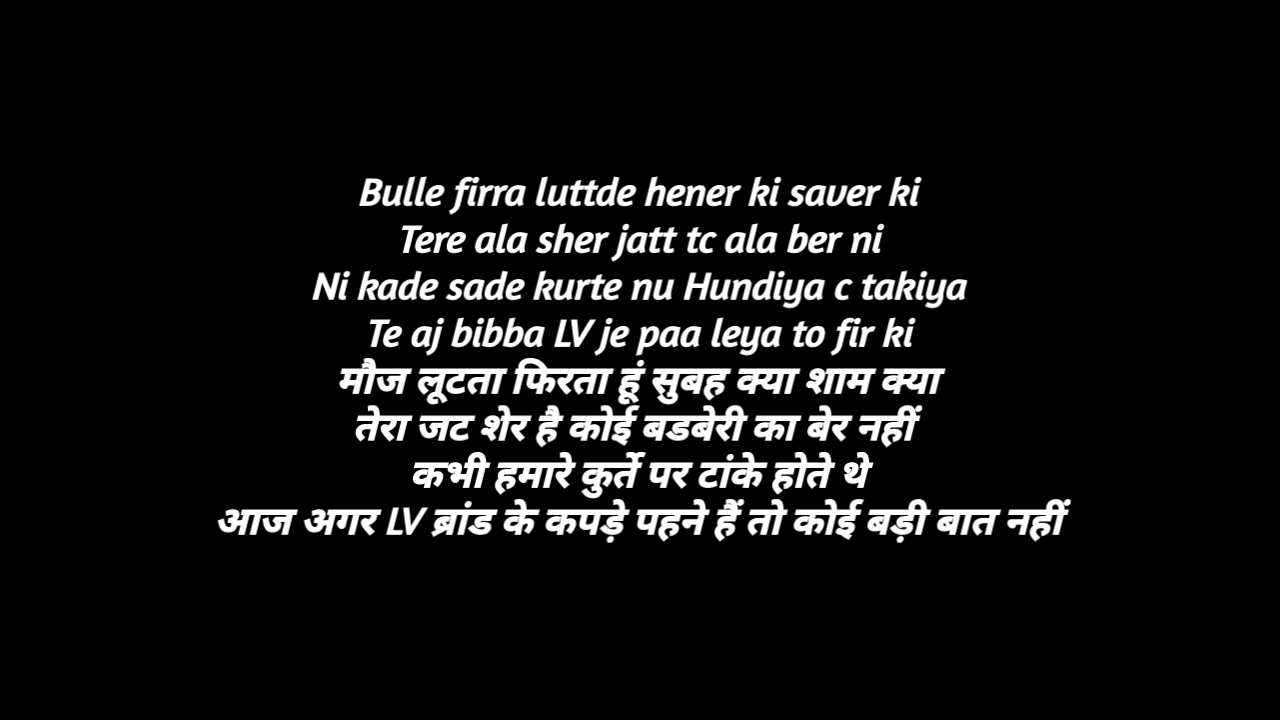 Bulle firra luttde hener ki saver ki
Tere ala sher jatt tc ala ber ni
Ni kade sade kurte nu Hundiya c takiya
Te aj bibba LV je paa leya to fir ki
मौज लूटता फिरता हूं सुबह क्या शाम क्या
तेरा जट शेर है कोई बडबेरी का बेर नहीं
कभी हमारे कुर्ते पर टांके होते थे
आज अगर LV ब्रांड के कपड़े पहने हैं तो कोई बड़ी बात नहीं